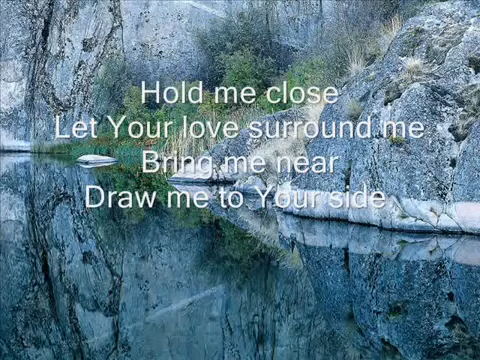 Hold me close
Let Your love surround me
Bring me near
Draw me to Your side